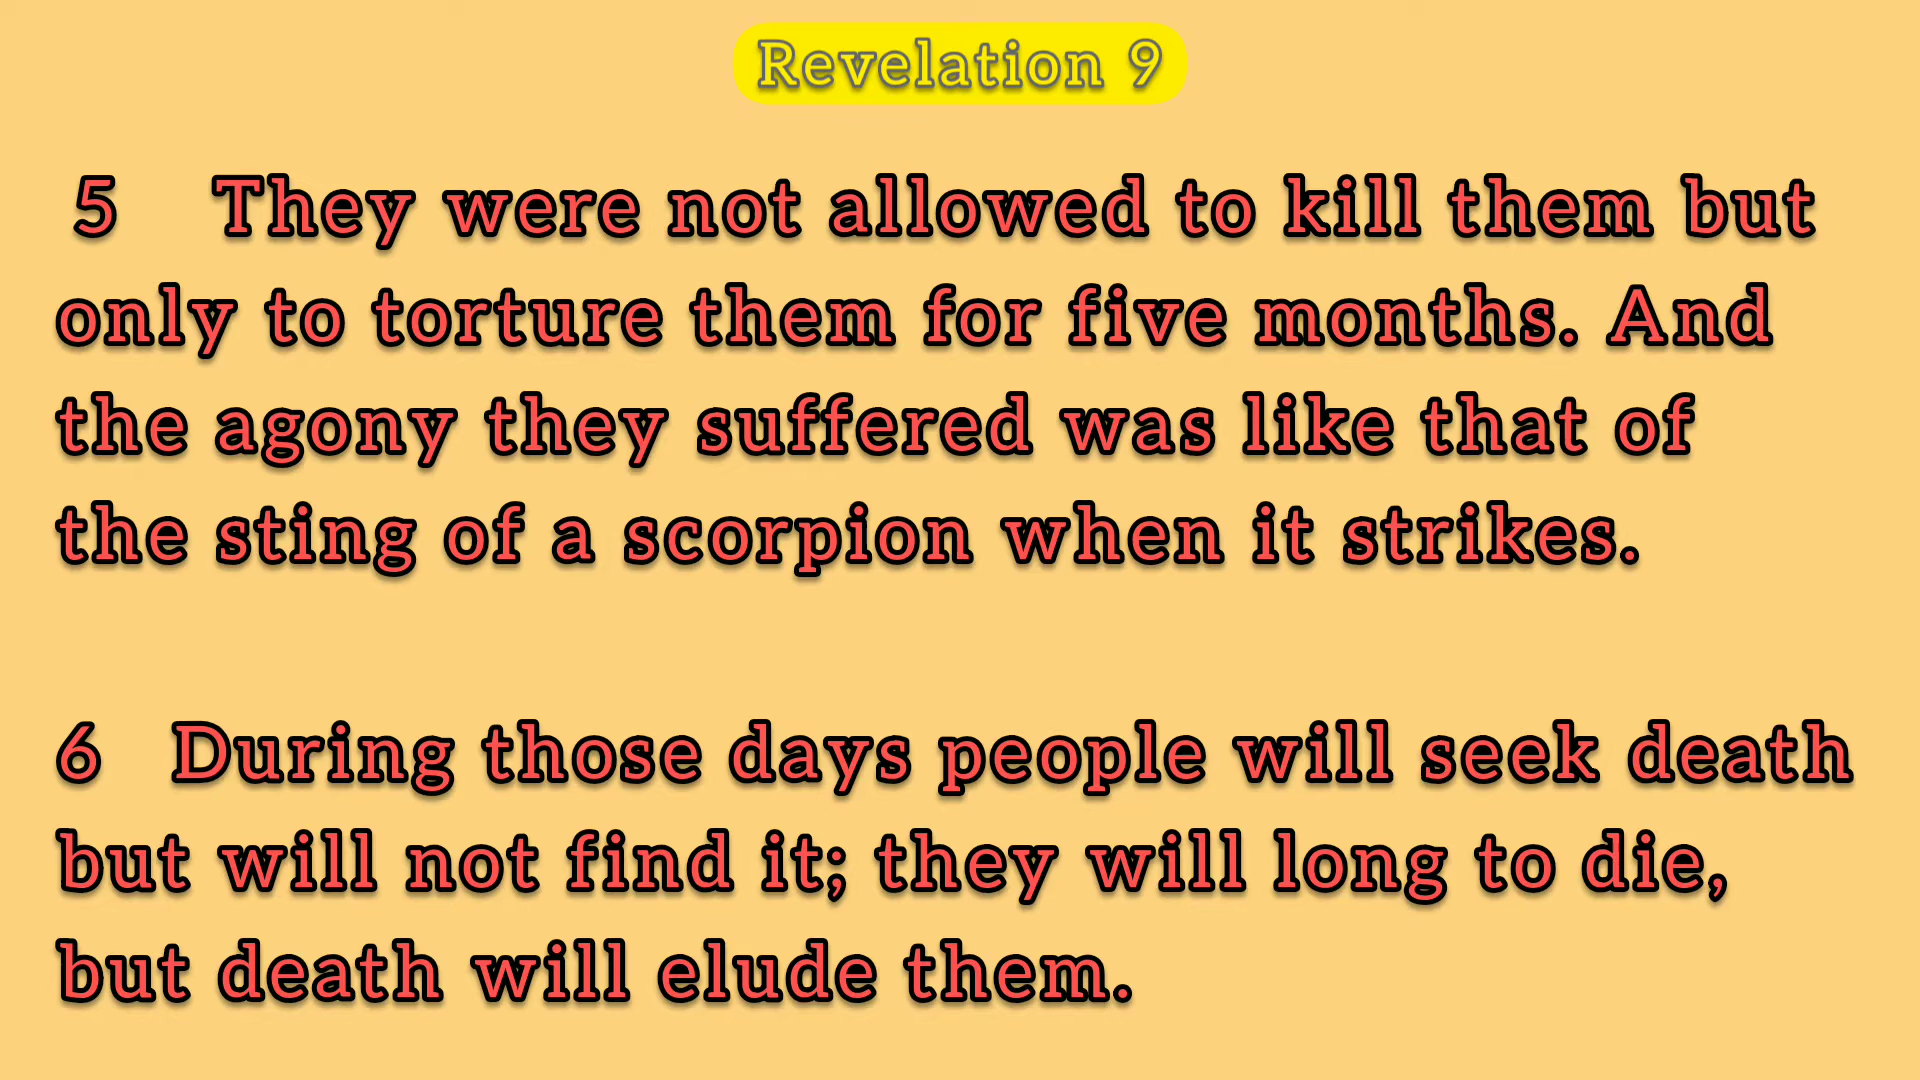 Revelation 9
5 They were not allowed to kill them but
only to torture them for five months. And
the agony they suffered was like that of
the sting of a scorpion when it strikes.
6 During those days people will seek death
but will not find it; they will long to die,
but death will elude them.